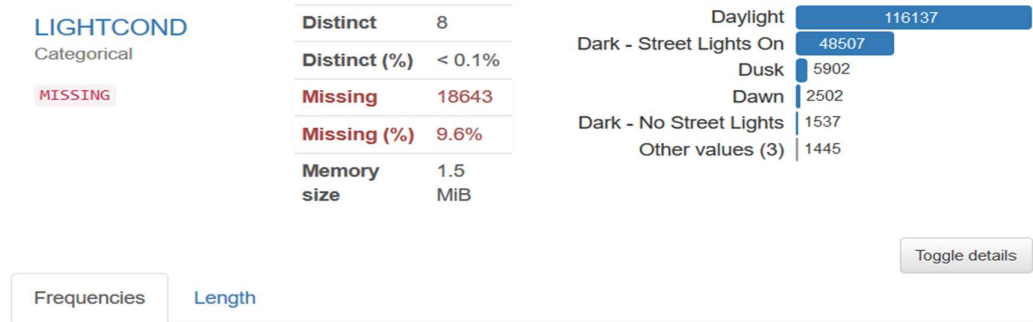 LIGHTCOND
Categorical
MISSING
Distinct 8
Distinct (%) < 0.1%
Missing 18643
Missing (%) 9.6%
Memory size 1.5 MiB
Daylight 116137
Dark - Street Lights On 48507
Dusk 5902
Dawn 2502
Dark - No Street Lights 1537
Other values (3) 1445
Toggle details
Frequencies Length